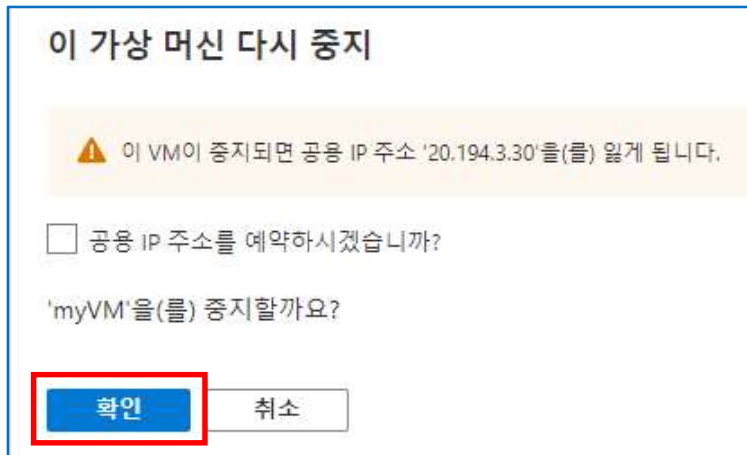 이 가상 머신 다시 중지
이 VM이 중지되면 공용 IP 주소 '20.194.3.30'을(를) 잃게 됩니다.
공용 IP 주소를 예약하시겠습니까?
'myVM'을(를) 중지할까요?
확인 취소